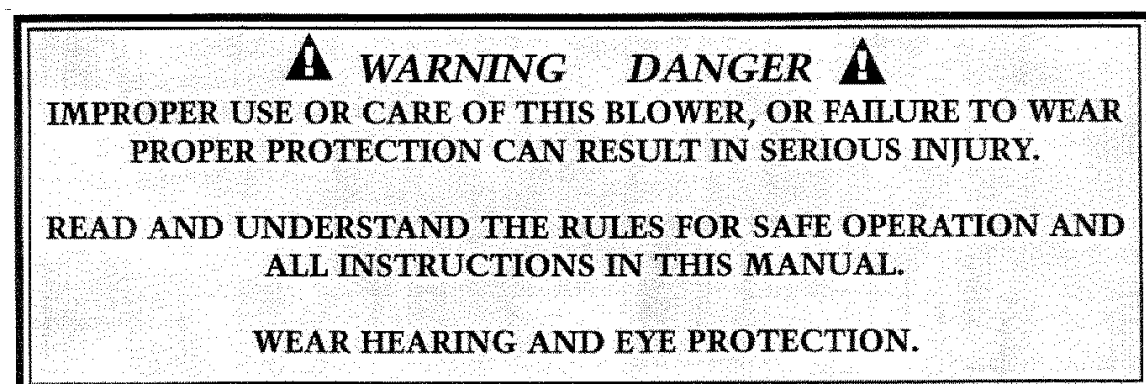 WARNING DANGER
IMPROPER USE OR CARE OF THIS BLOWER, OR FAILURE TO WEAR
PROPER PROTECTION CAN RESULT IN SERIOUS INJURY.
READ AND UNDERSTAND THE RULES FOR SAFE OPERATION AND
ALL INSTRUCTIONS IN THIS MANUAL.
WEAR HEARING AND EYE PROTECTION.